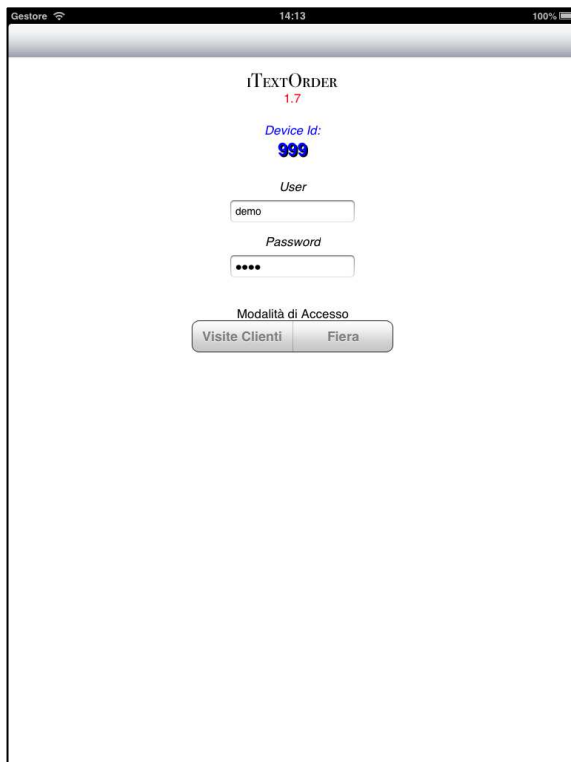 Gestore 14:13 100%
iTextOrder
1.7
Device Id:
999
User
demo
Password
••••
Modalità di Accesso
Visite Clienti Fiera